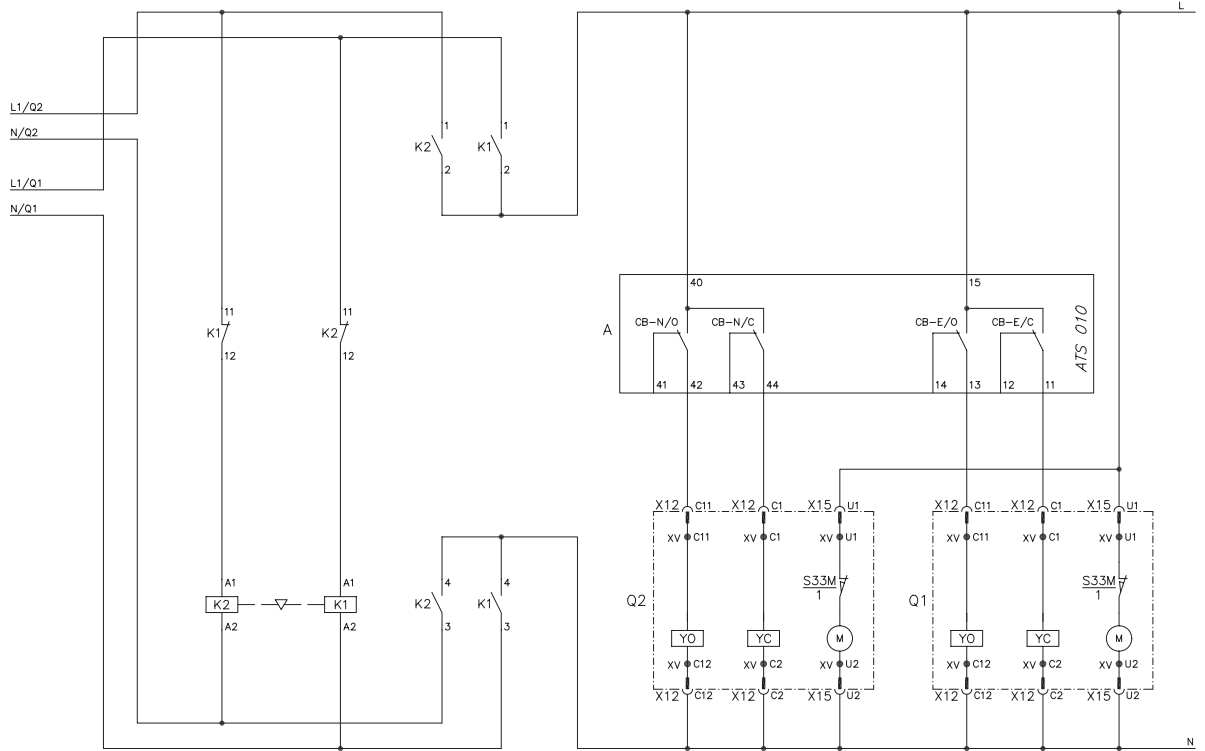 L
L1/Q2
N/Q2
L1/Q1
N/Q1
1 1
K2 K1
2 2
40 15
11 11
K1 K2
12 12
A
CB-N/O CB-N/C CB-E/O CB-E/C
ATS 010
41 42 43 44 14 13 12 11
X12 C11 X12 C1 X15 U1 X12 C11 X12 C1 X15 U1
XV C11 XV C1 XV U1 XV C11 XV C1 XV U1
A1 A1 4 4
K2 K1 K2 K1
A2 A2 3 3
S33M S33M
1 1
Q2 Q1
YO YC M YO YC M
XV C12 XV C2 XV U2 XV C12 XV C2 XV U2
X12 C12 X12 C2 X15 U2 X12 C12 X12 C2 X15 U2
N